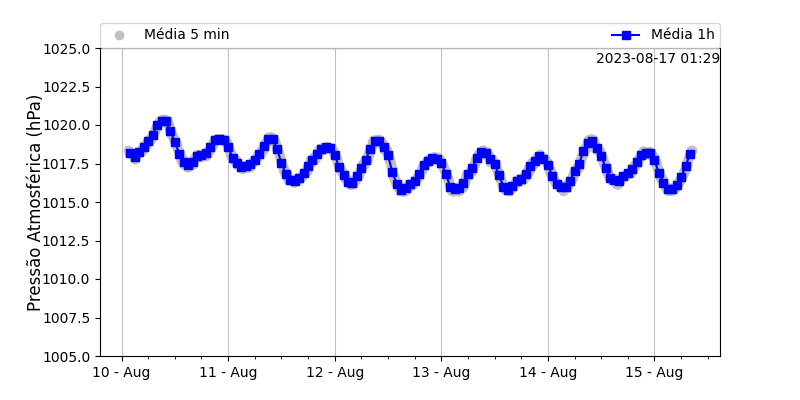 Média 5 min
Média 1h
2023-08-17 01:29
Pressão Atmosférica (hPa)
1025.0
1022.5
1020.0
1017.5
1015.0
1012.5
1010.0
1007.5
1005.0
10 - Aug
11 - Aug
12 - Aug
13 - Aug
14 - Aug
15 - Aug